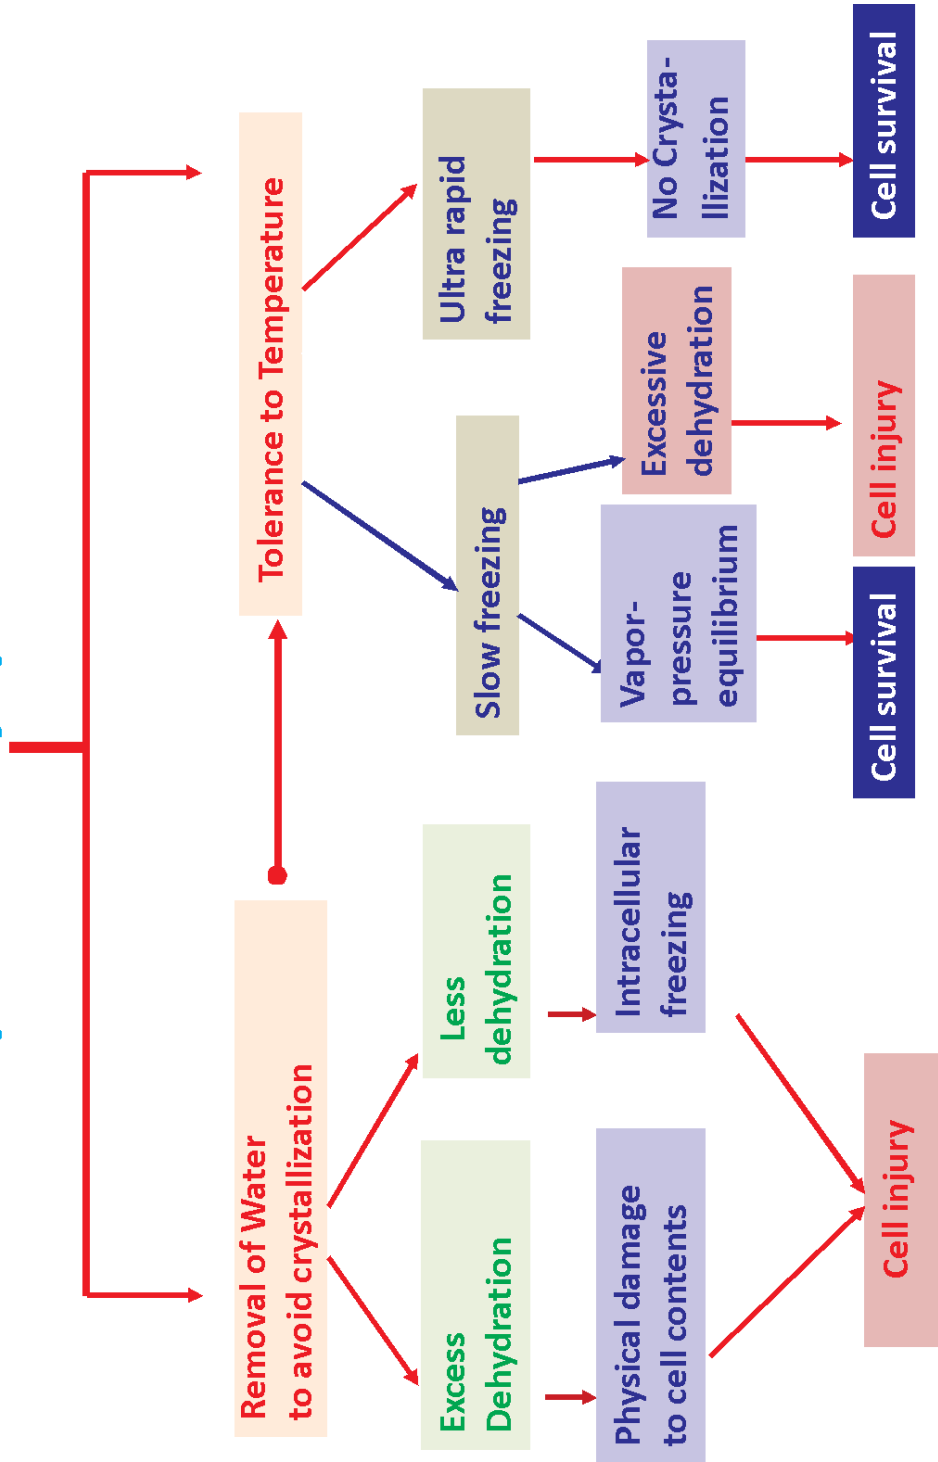 Removal of Water
to avoid crystallization
Tolerance to Temperature
Excess
Dehydration
Less
dehydration
Slow freezing
Ultra rapid
freezing
Physical damage
to cell contents
Intracellular
freezing
Vapor-
pressure
equilibrium
Excessive
dehydration
No Crysta-
llization
Cell injury
Cell survival
Cell injury
Cell survival